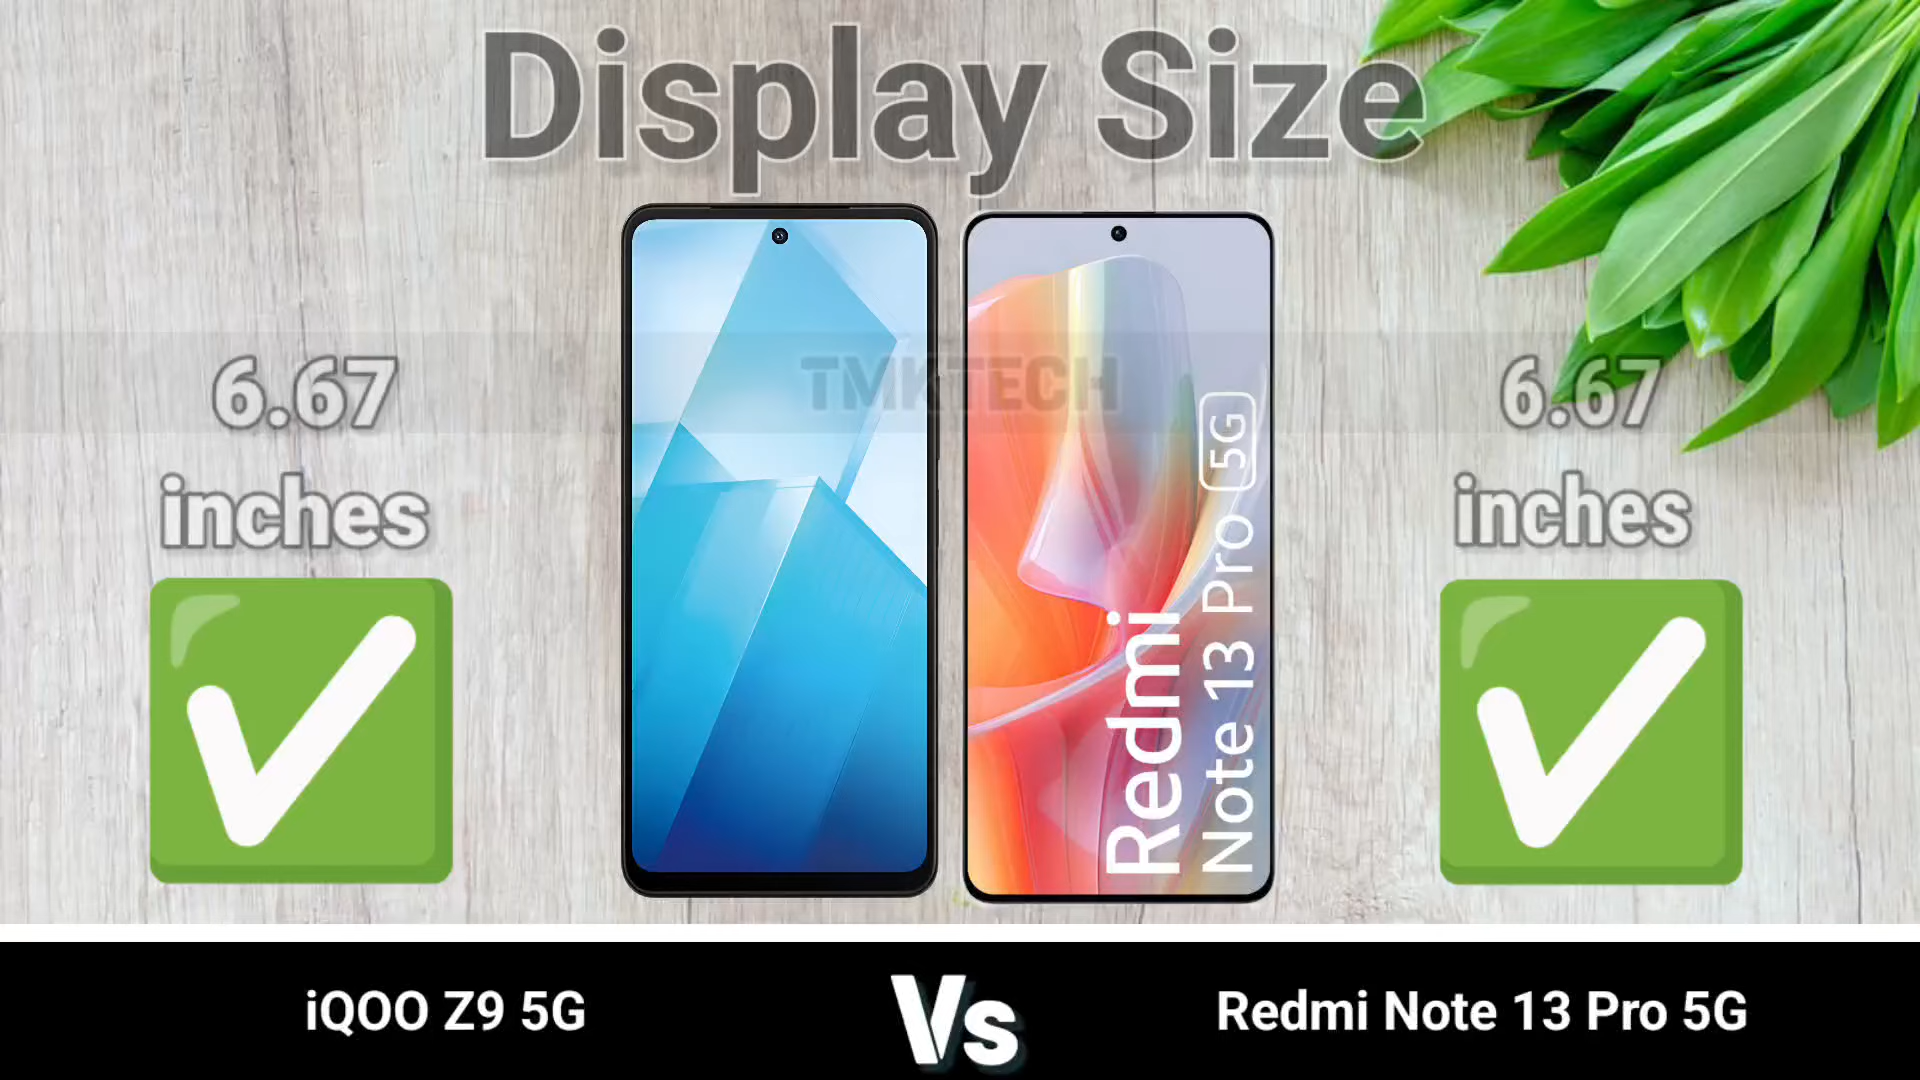 Display Size
TMKTECH
6.67
inches
6.67
inches
Redmi
Note 13 Pro 5G
iQOO Z9 5G
Vs
Redmi Note 13 Pro 5G